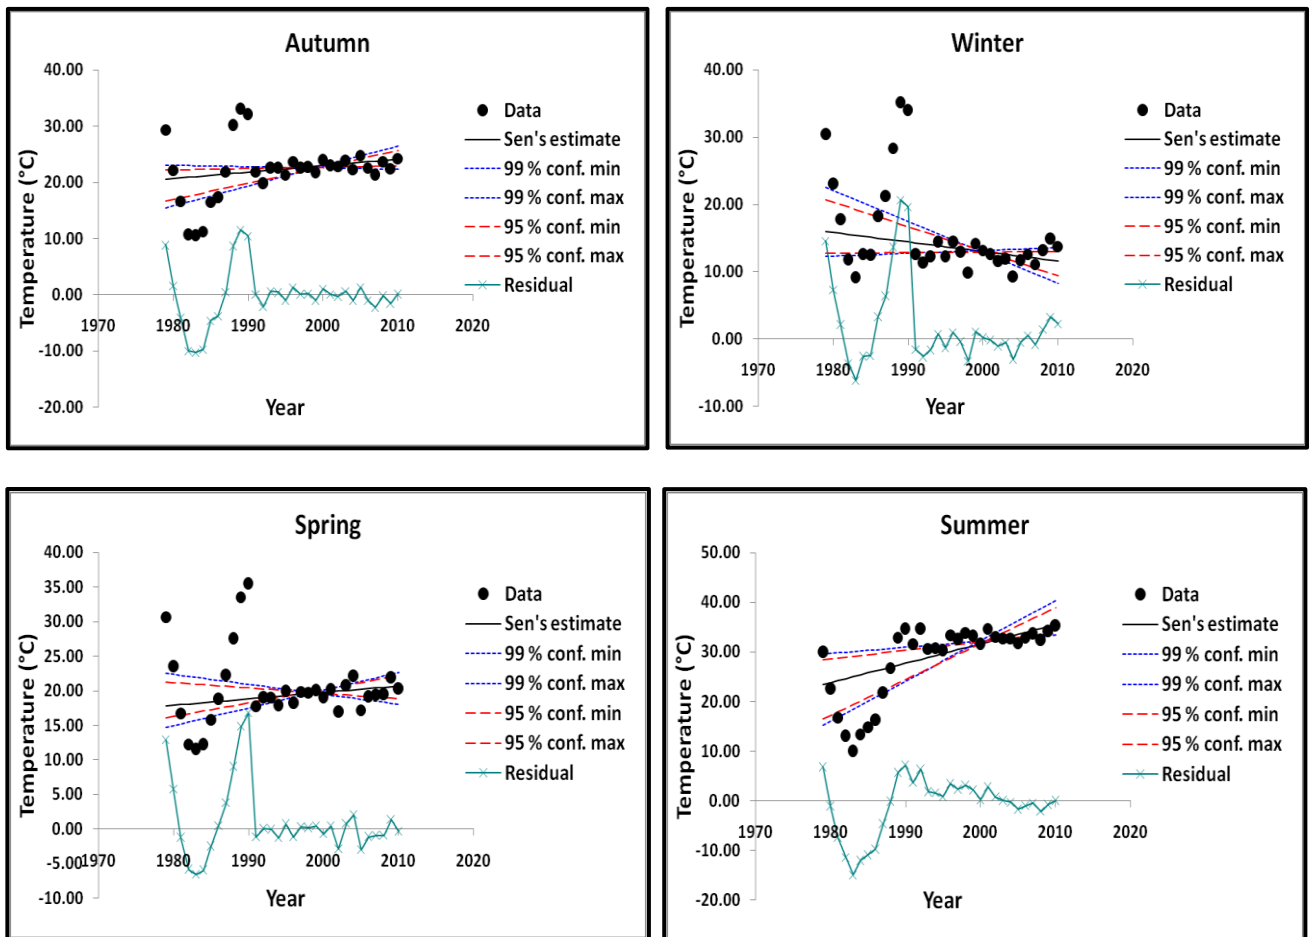 Autumn
40.00
30.00
20.00
10.00
0.00
-10.00
-20.00
1970 1980 1990 2000 2010 2020
Temperature (°C)
Year
Data
Sen's estimate
99 % conf. min
99 % conf. max
95 % conf. min
95 % conf. max
Residual
Winter
40.00
30.00
20.00
10.00
0.00
-10.00
1970 1980 1990 2000 2010 2020
Temperature (°C)
Year
Data
Sen's estimate
99 % conf. min
99 % conf. max
95 % conf. min
95 % conf. max
Residual
Spring
40.00
35.00
30.00
25.00
20.00
15.00
10.00
5.00
0.00
-5.00
-10.00
1970 1980 1990 2000 2010 2020
Temperature (°C)
Year
Data
Sen's estimate
99 % conf. min
99 % conf. max
95 % conf. min
95 % conf. max
Residual
Summer
50.00
40.00
30.00
20.00
10.00
0.00
-10.00
-20.00
1970 1980 1990 2000 2010 2020
Temperature (°C)
Year
Data
Sen's estimate
99 % conf. min
99 % conf. max
95 % conf. min
95 % conf. max
Residual